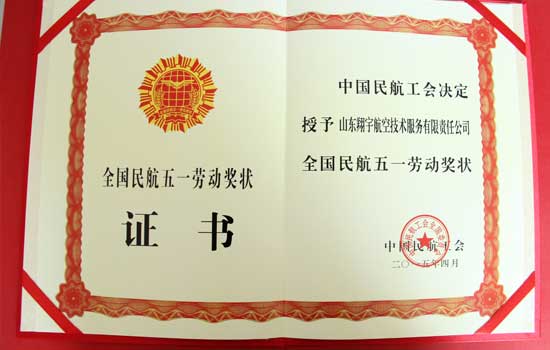 全国民航五一劳动奖状
证书
中国民航工会决定
授予 山东翔宇航空技术服务有限责任公司
全国民航五一劳动奖状
中国民航工会
二〇一五年四月